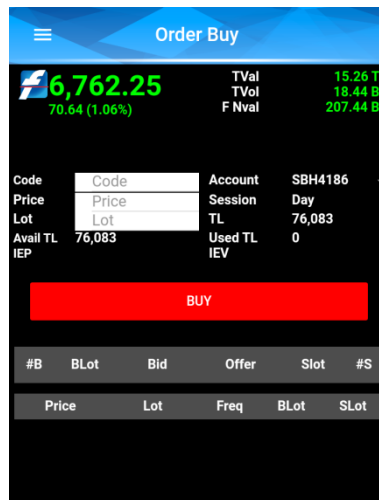 Order Buy
6,762.25 TVal 15.26 T
TVol 18.44 B
70.64 (1.06%) F Nval 207.44 B
Code Code Account SBH4186
Price Price Session Day
Lot Lot TL 76,083
Avail TL 76,083 Used TL 0
IEP IEV
BUY
#B BLot Bid Offer Slot #S
Price Lot Freq BLot SLot